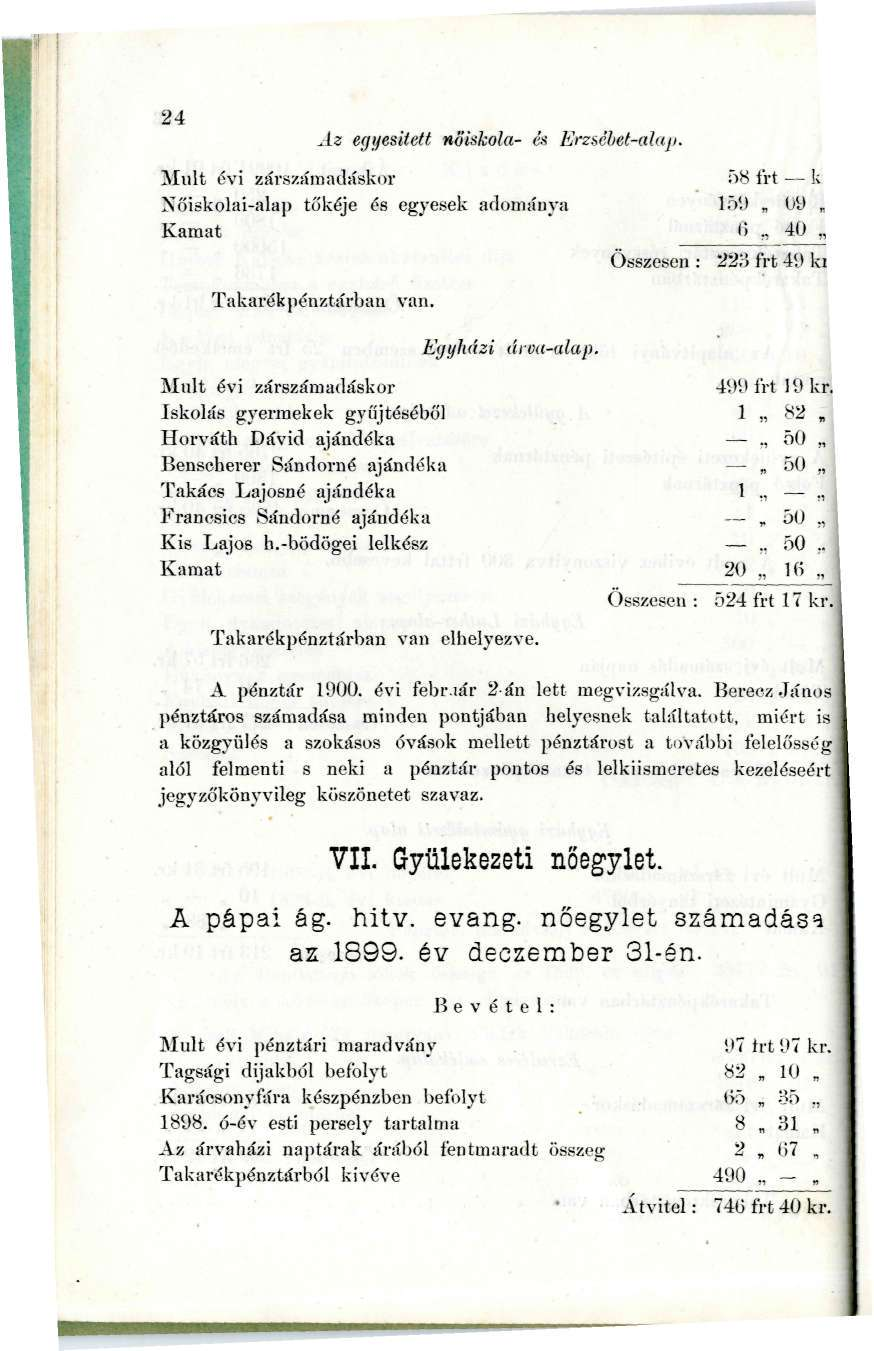 24
Az egyesitett nőiskola- és Erzsébet-alap.
Mult évi zárszámadáskor 58 frt — k
Nőiskolai-alap tőkéje és egyesek adománya 159 „ 09 „
Kamat 6 „ 40 „
Összesen : 223 frt 49 kr
Takarékpénztárban van.
Egyházi árva-alap.
Mult évi zárszámadáskor 499 frt 19 kr.
Iskolás gyermekek gyűjtéséből 1 „ 82 „
Horváth Dávid ajándéka — „ 50 „
Benscherer Sándorné ajándéka — „ 50 „
Takács Lajosné ajándéka 1 „ — „
Francsics Sándorné ajándéka — „ 50 „
Kis Lajos h.-bödögei lelkész — „ 50 „
Kamat 20 „ 16 „
Összesen : 524 frt 17 kr.
Takarékpénztárban van elhelyezve.
A pénztár 1900. évi február 2-án lett megvizsgálva. Berecz János
pénztáros számadása minden pontjában helyesnek találtatott, miért is
a közgyülés a szokásos óvások mellett pénztárost a további felelősség
alól felmenti s neki a pénztár pontos és lelkiismeretes kezeléseért
jegyzőkönyvileg köszönetet szavaz.
VII. Gyülekezeti nőegylet.
A pápai ág. hitv. evang. nőegylet számadása
az 1899. év deczember 31-én.
Bevétel:
Mult évi pénztári maradvány 97 frt 97 kr.
Tagsági dijakból befolyt 82 „ 10 „
Karácsonyfára készpénzben befolyt 65 „ 35 „
1898. ó-év esti persely tartalma 8 „ 31 „
Az árvaházi naptárak árából fentmaradt összeg 2 „ 67 „
Takarékpénztárból kivéve 490 „ — „
Átvitel : 746 frt 40 kr.